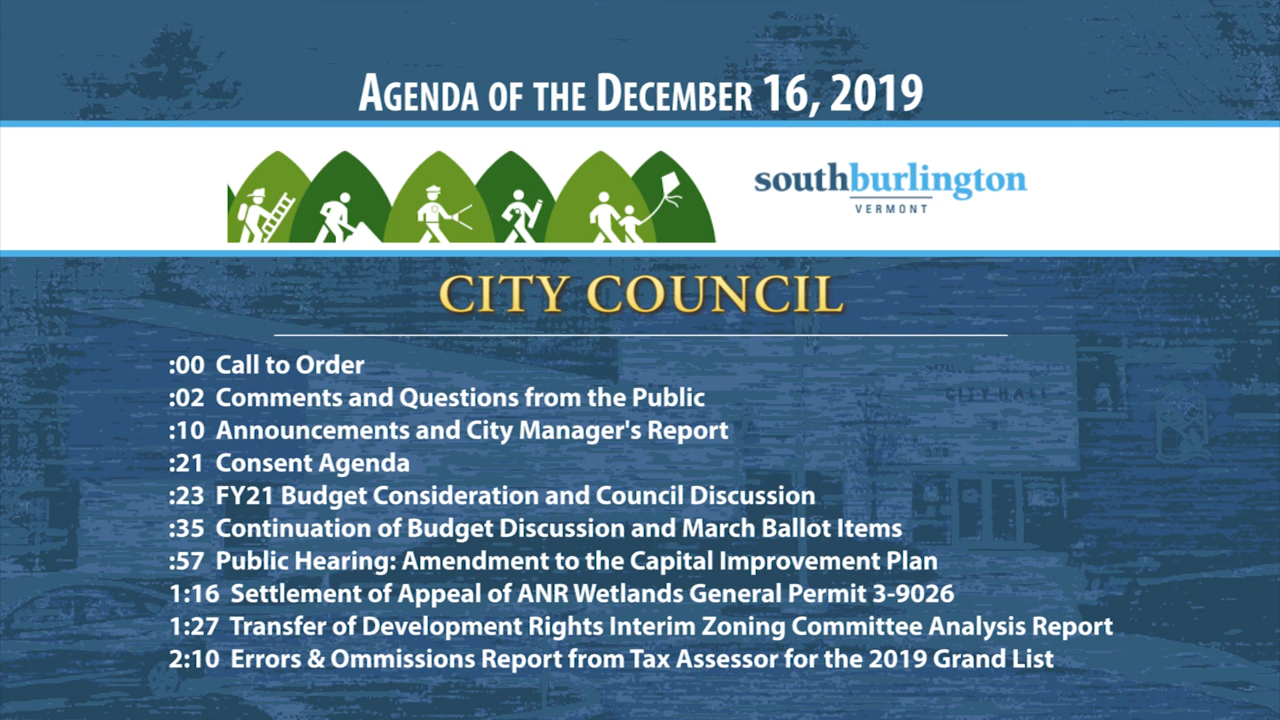 AGENDA OF THE DECEMBER 16, 2019
southburlington
VERMONT
CITY COUNCIL
:00 Call to Order
:02 Comments and Questions from the Public
:10 Announcements and City Manager's Report
:21 Consent Agenda
:23 FY21 Budget Consideration and Council Discussion
:35 Continuation of Budget Discussion and March Ballot Items
:57 Public Hearing: Amendment to the Capital Improvement Plan
1:16 Settlement of Appeal of ANR Wetlands General Permit 3-9026
1:27 Transfer of Development Rights Interim Zoning Committee Analysis Report
2:10 Errors & Ommissions Report from Tax Assessor for the 2019 Grand List
CITY HALL